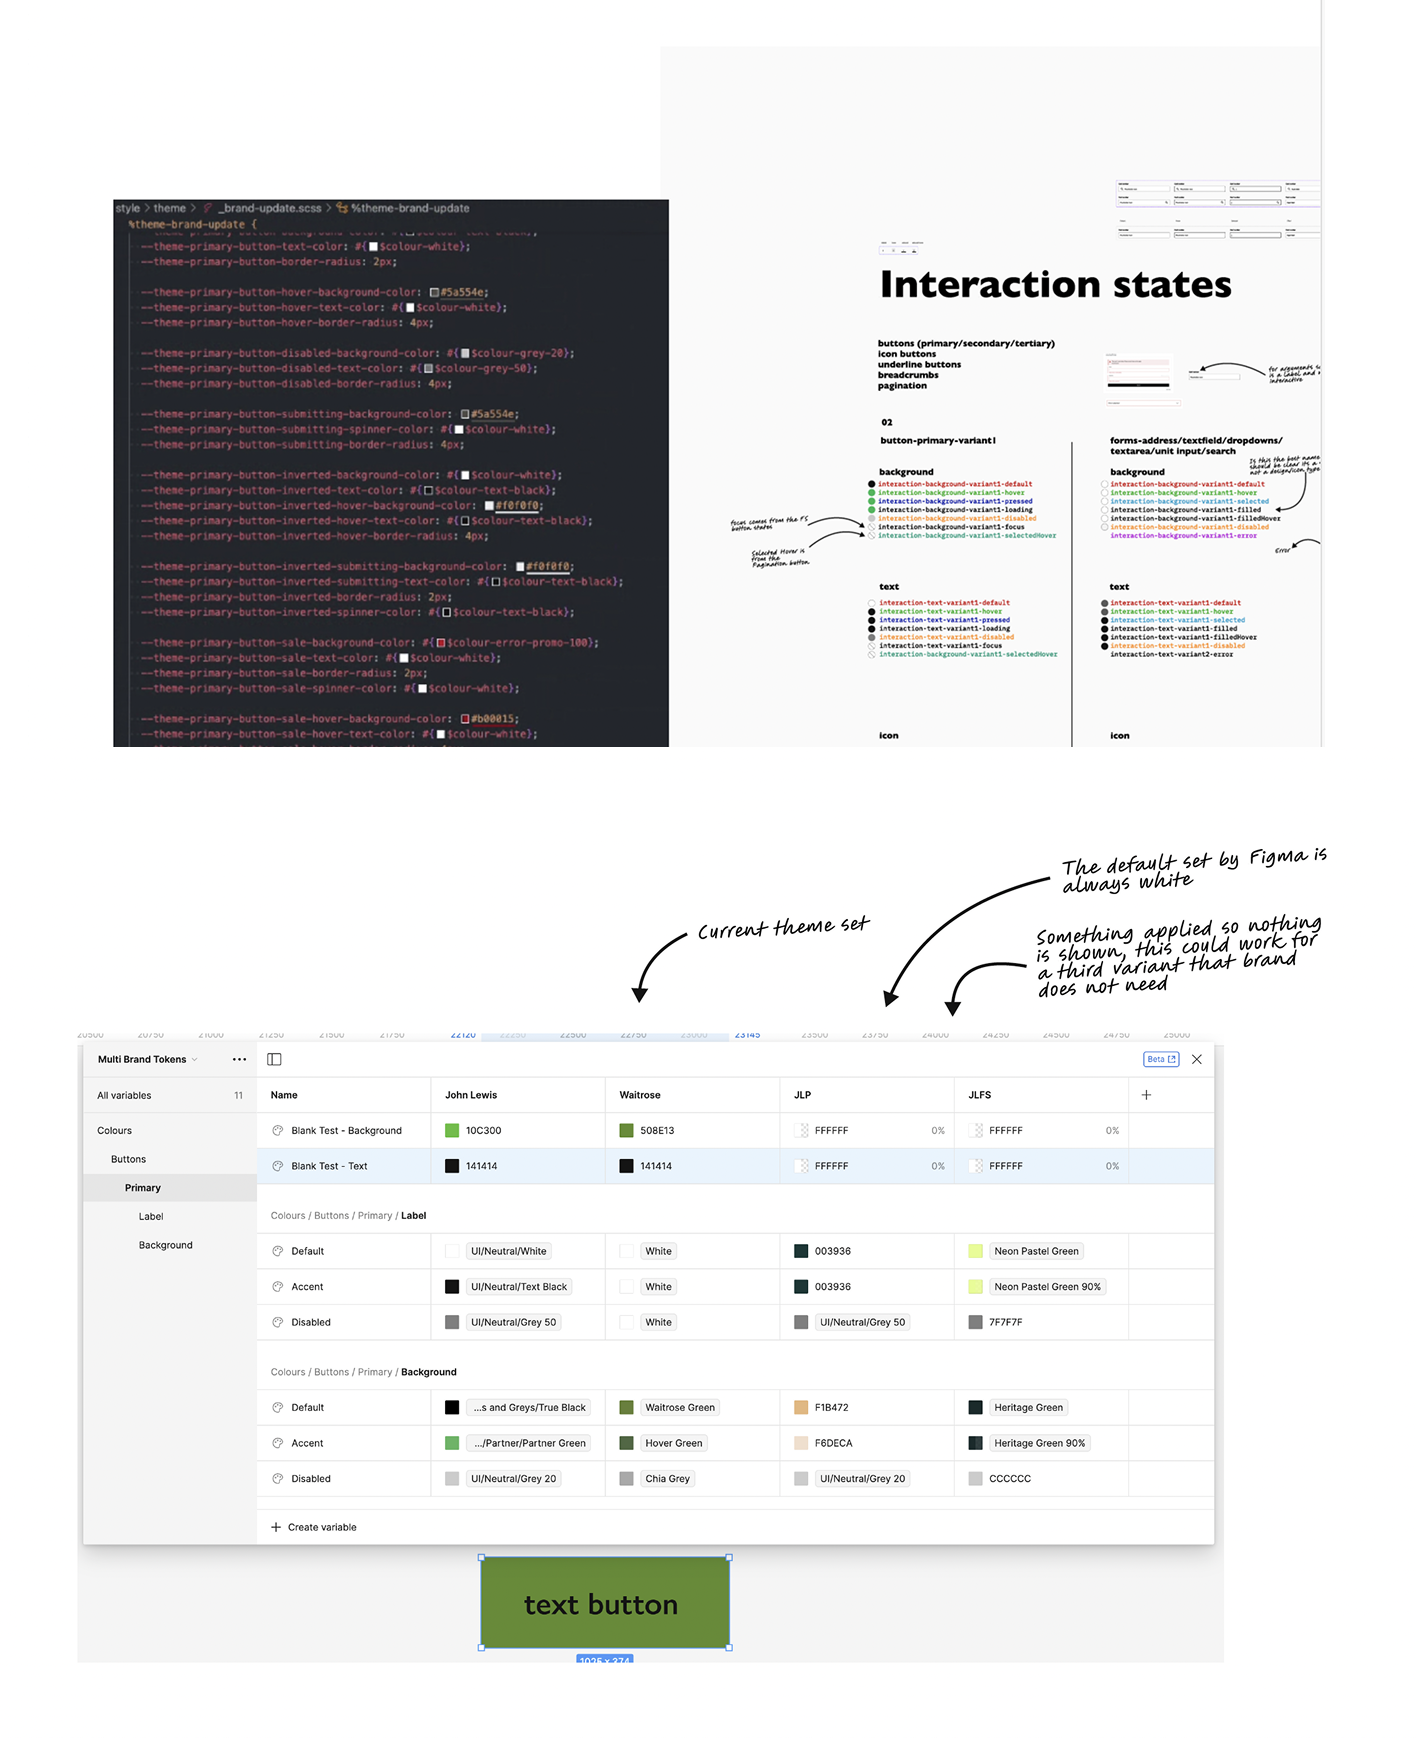 style > theme > _brand-update.scss > %theme-brand-update
%theme-brand-update {
--theme-primary-button-text-color: #{$colour-white};
--theme-primary-button-border-radius: 2px;
--theme-primary-button-hover-background-color: #5a554e;
--theme-primary-button-hover-text-color: #{$colour-white};
--theme-primary-button-hover-border-radius: 4px;
--theme-primary-button-disabled-background-color: #{$colour-grey-20};
--theme-primary-button-disabled-text-color: #{$colour-grey-50};
--theme-primary-button-disabled-border-radius: 4px;
--theme-primary-button-submitting-background-color: #5a554e;
--theme-primary-button-submitting-spinner-color: #{$colour-white};
--theme-primary-button-submitting-border-radius: 4px;
--theme-primary-button-inverted-background-color: #{$colour-white};
--theme-primary-button-inverted-text-color: #{$colour-text-black};
--theme-primary-button-inverted-hover-background-color: #f0f0f0;
--theme-primary-button-inverted-hover-text-color: #{$colour-text-black};
--theme-primary-button-inverted-hover-border-radius: 4px;
--theme-primary-button-inverted-submitting-background-color: #f0f0f0;
--theme-primary-button-inverted-submitting-text-color: #{$colour-text-black};
--theme-primary-button-inverted-border-radius: 2px;
--theme-primary-button-inverted-spinner-color: #{$colour-text-black};
--theme-primary-button-sale-background-color: #{$colour-error-promo-100};
--theme-primary-button-sale-text-color: #{$colour-white};
--theme-primary-button-sale-border-radius: 2px;
--theme-primary-button-sale-spinner-color: #{$colour-white};
--theme-primary-button-sale-hover-background-color: #b00015;
--theme-primary-button-sale-hover-text-color: #{$colour-white};
Interaction states
buttons (primary/secondary/tertiary)
icon buttons
underline buttons
breadcrumbs
pagination
for arguments
is a label and
interactive
02
button-primary-variant1
background
interaction-background-variant1-default
interaction-background-variant1-hover
interaction-background-variant1-pressed
interaction-background-variant1-loading
interaction-background-variant1-disabled
interaction-background-variant1-focus
interaction-background-variant1-selectedHover
focus comes from the FS
button states
Selected Hover is
from the
Pagination button
text
interaction-text-variant1-default
interaction-text-variant1-hover
interaction-text-variant1-pressed
interaction-text-variant1-loading
interaction-text-variant1-disabled
interaction-text-variant1-focus
interaction-background-variant1-selectedHover
icon
forms-address/textfield/dropdowns/
textarea/unit input/search
Is this the best name
should be clear its a
not a design/icon type
background
interaction-background-variant1-default
interaction-background-variant1-hover
interaction-background-variant1-selected
interaction-background-variant1-filled
interaction-background-variant1-filledHover
interaction-background-variant1-disabled
interaction-background-variant1-error
Error
text
interaction-text-variant1-default
interaction-text-variant1-hover
interaction-text-variant1-selected
interaction-text-variant1-filled
interaction-text-variant1-filledHover
interaction-text-variant1-disabled
interaction-text-variant2-error
icon
The default set by Figma is
always white
Current theme set
Something applied so nothing
is shown, this could work for
a third variant that brand
does not need
20500 20750 21000 21250 21500 21750 22120 22250 22500 22750 23000 23145 23500 23750 24000 24250 24500 24750 25000
Multi Brand Tokens Beta
All variables 11
Colours
Buttons
Primary
Label
Background
Name John Lewis Waitrose JLP JLFS
Blank Test - Background 10C300 508E13 FFFFFF 0% FFFFFF 0%
Blank Test - Text 141414 141414 FFFFFF 0% FFFFFF 0%
Colours / Buttons / Primary / Label
Default UI/Neutral/White White 003936 Neon Pastel Green
Accent UI/Neutral/Text Black White 003936 Neon Pastel Green 90%
Disabled UI/Neutral/Grey 50 White UI/Neutral/Grey 50 7F7F7F
Colours / Buttons / Primary / Background
Default ...s and Greys/True Black Waitrose Green F1B472 Heritage Green
Accent .../Partner/Partner Green Hover Green F6DECA Heritage Green 90%
Disabled UI/Neutral/Grey 20 Chia Grey UI/Neutral/Grey 20 CCCCCC
+ Create variable
text button
1025 x 374